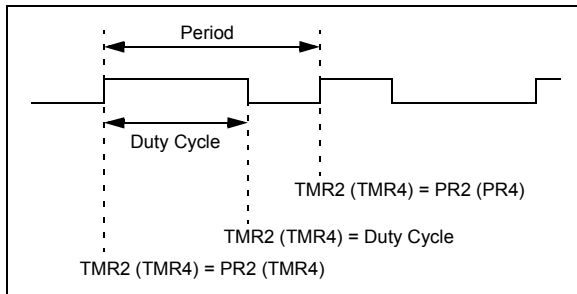 Period
Duty Cycle
TMR2 (TMR4) = PR2 (PR4)
TMR2 (TMR4) = Duty Cycle
TMR2 (TMR4) = PR2 (TMR4)